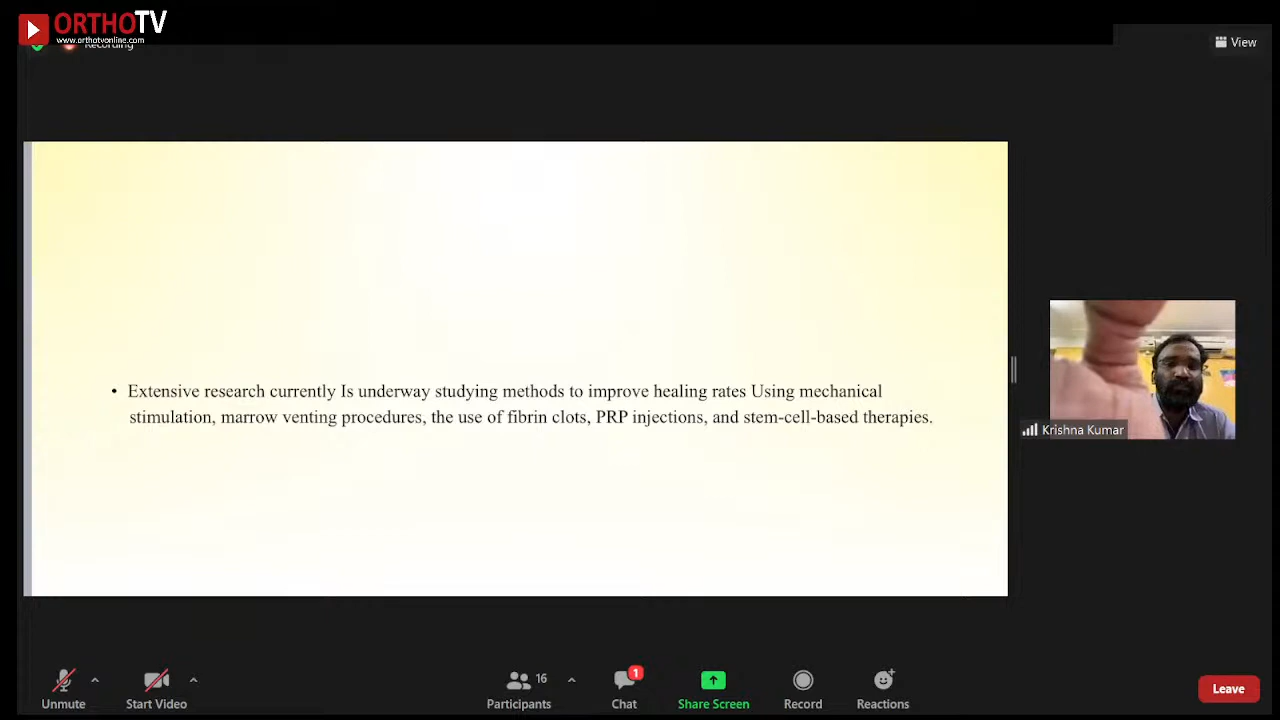 ORTHOTV
www.orthotvonline.com
Recording
View
• Extensive research currently Is underway studying methods to improve healing rates Using mechanical
stimulation, marrow venting procedures, the use of fibrin clots, PRP injections, and stem-cell-based therapies.
Krishna Kumar
16
1
Unmute
Start Video
Participants
Chat
Share Screen
Record
Reactions
Leave